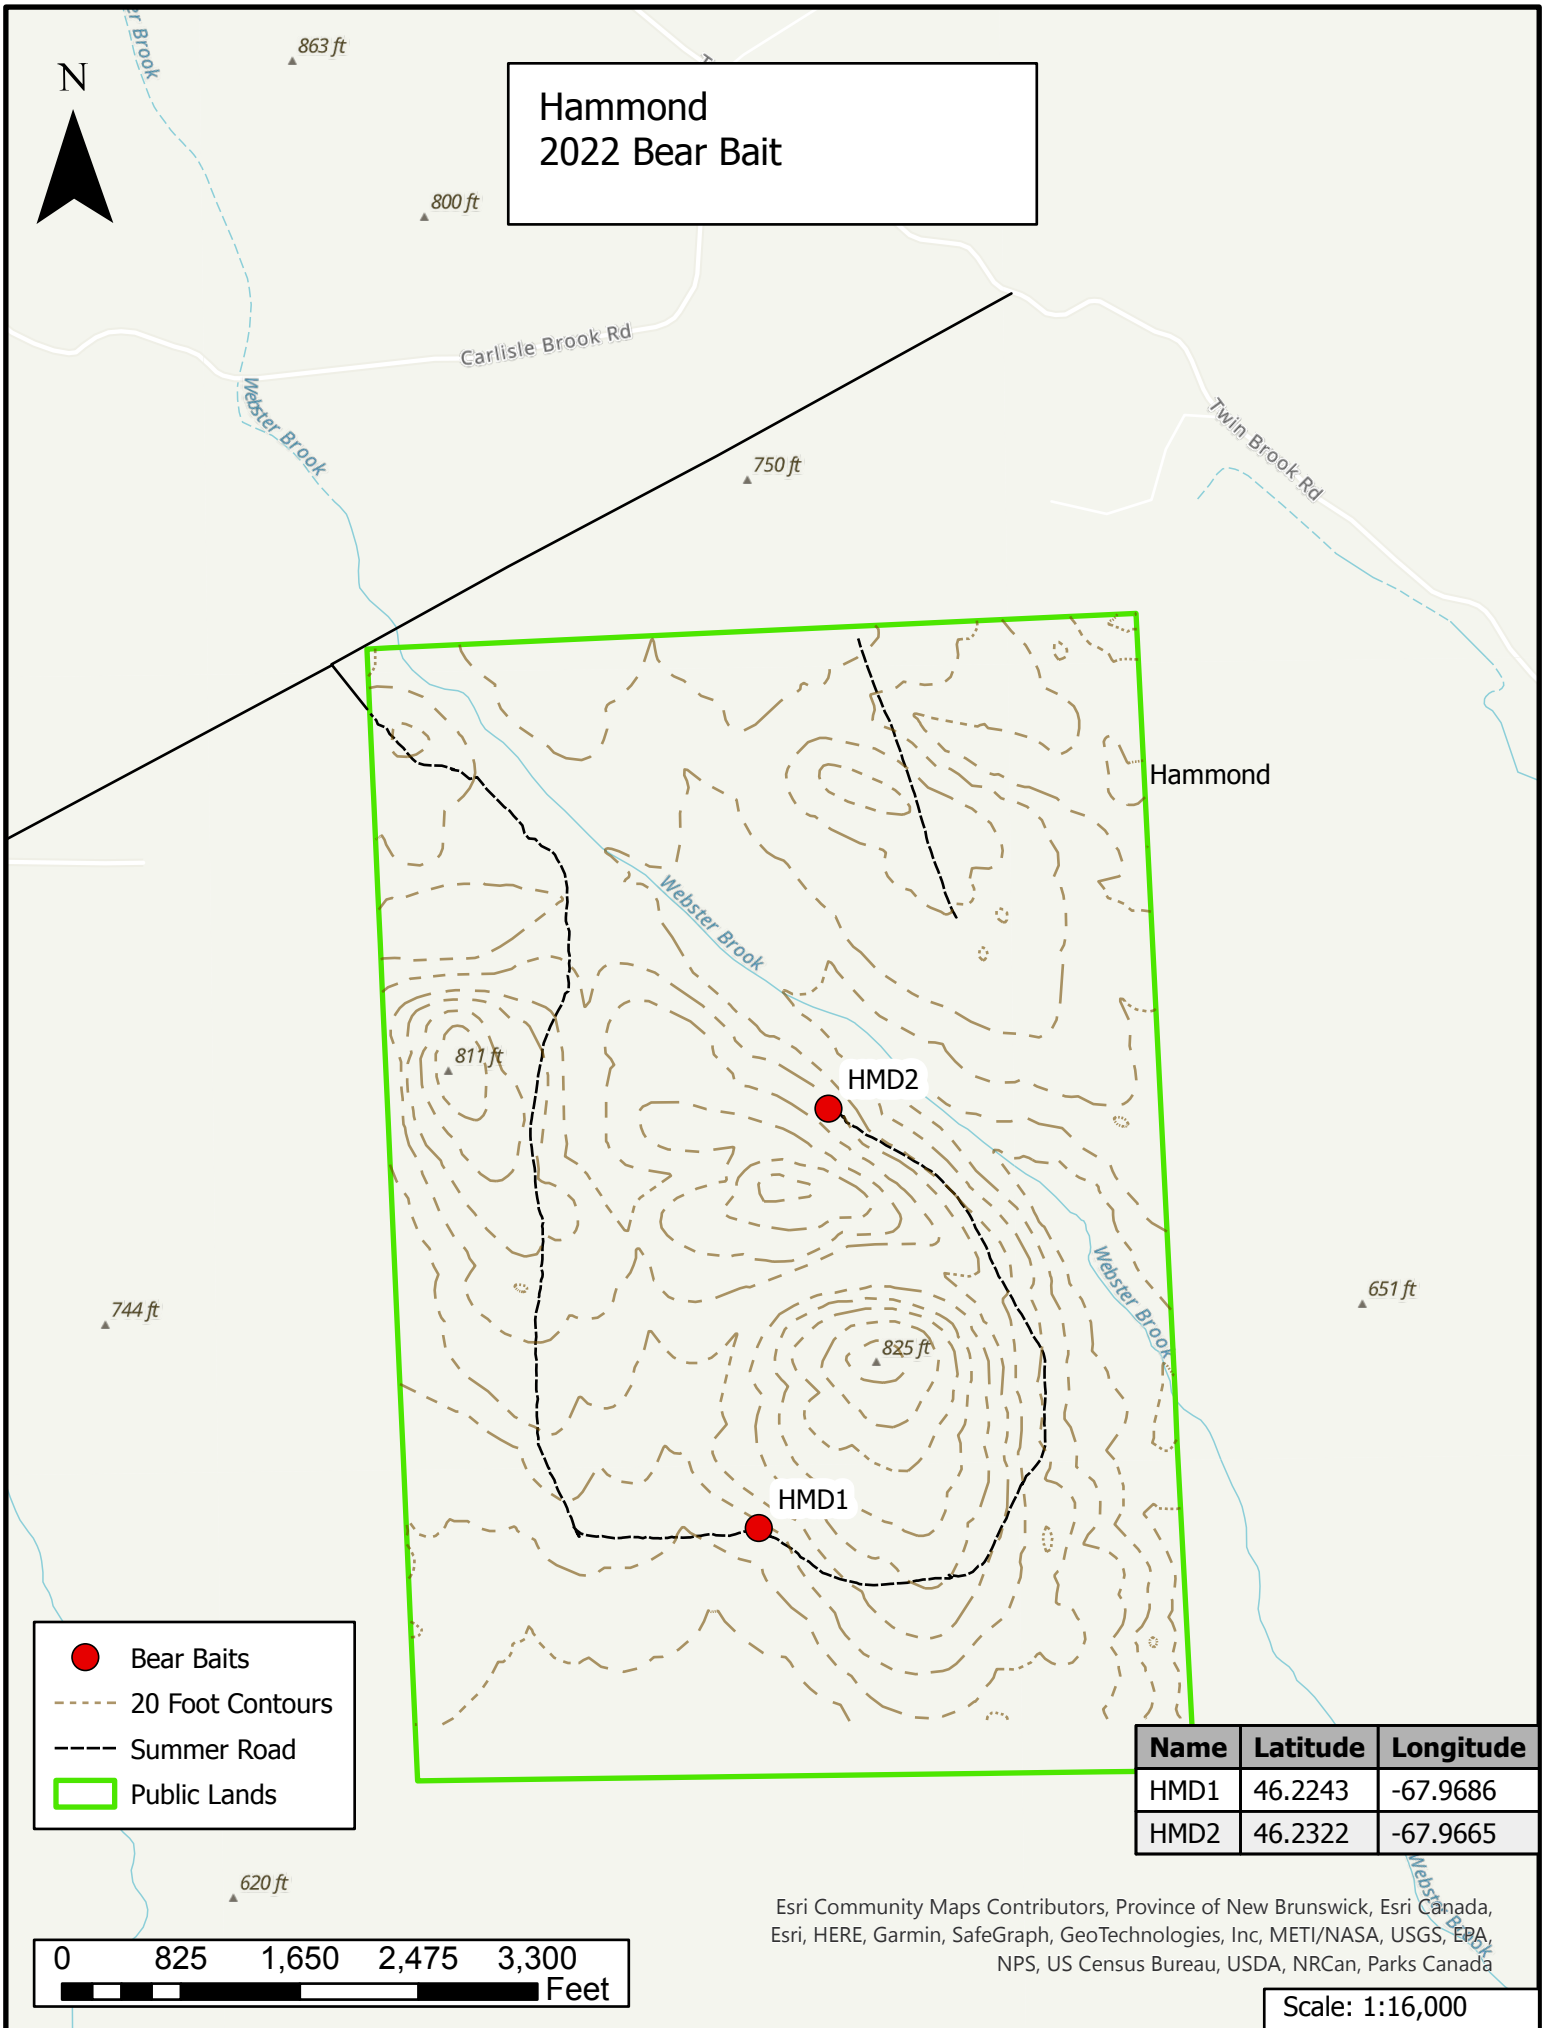 er Brook
863 ft
N
Hammond
2022 Bear Bait
800 ft
Carlisle Brook Rd
Webster Brook
750 ft
Twin Brook Rd
Hammond
Webster Brook
811 ft
HMD2
Webster Brook
744 ft
651 ft
825 ft
HMD1
Bear Baits
20 Foot Contours
Summer Road
Public Lands
Name Latitude Longitude
HMD1 46.2243 -67.9686
HMD2 46.2322 -67.9665
620 ft
Webster Brook
Esri Community Maps Contributors, Province of New Brunswick, Esri Canada,
Esri, HERE, Garmin, SafeGraph, GeoTechnologies, Inc, METI/NASA, USGS, EPA,
NPS, US Census Bureau, USDA, NRCan, Parks Canada
0 825 1,650 2,475 3,300
Feet
Scale: 1:16,000